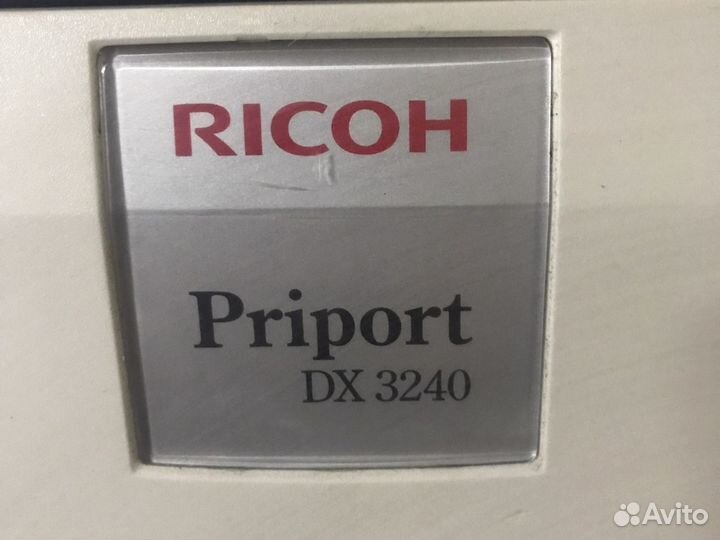 RICOH
Priport
DX 3240
Avito